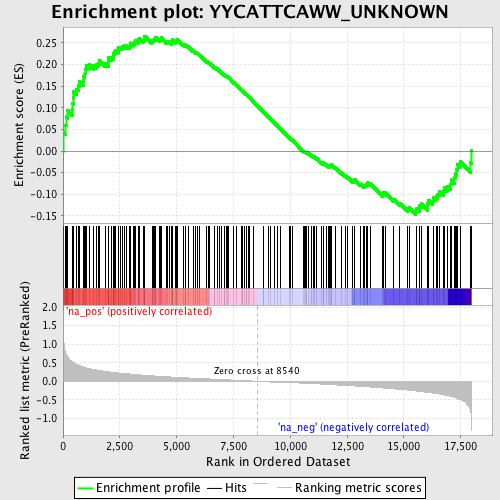 Enrichment plot: YYCATTCAWW_UNKNOWN
Enrichment score (ES)
0.25
0.20
0.15
0.10
0.05
0.00
-0.05
-0.10
-0.15
Ranked list metric (PreRanked)
'na_pos' (positively correlated)
2.0
1.5
1.0
0.5
0.0
-0.5
-1.0
Zero cross at 8540
'na_neg' (negatively correlated)
0
2,500
5,000
7,500
10,000
12,500
15,000
17,500
Rank in Ordered Dataset
Enrichment profile
Hits
Ranking metric scores